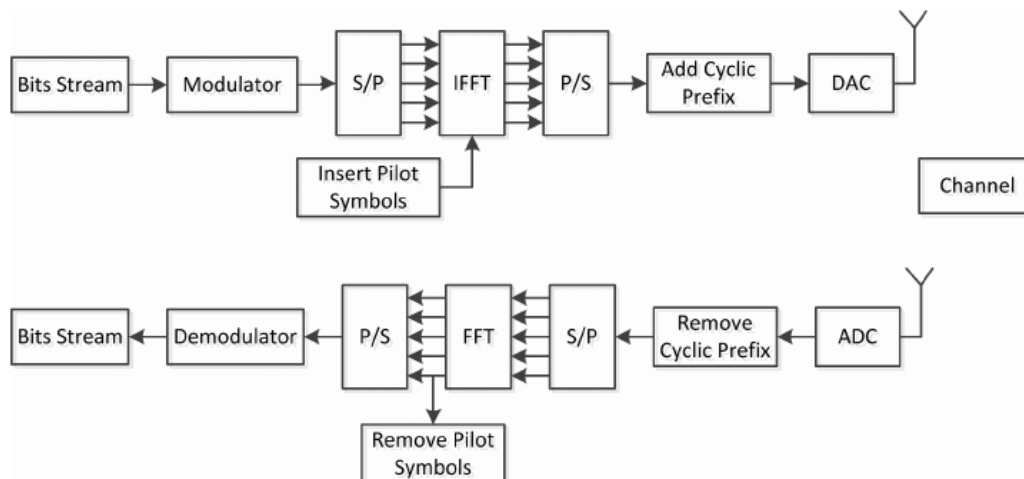 Bits Stream
Modulator
S/P
IFFT
P/S
Add Cyclic
Prefix
DAC
Insert Pilot
Symbols
Channel
Bits Stream
Demodulator
P/S
FFT
S/P
Remove
Cyclic Prefix
ADC
Remove Pilot
Symbols